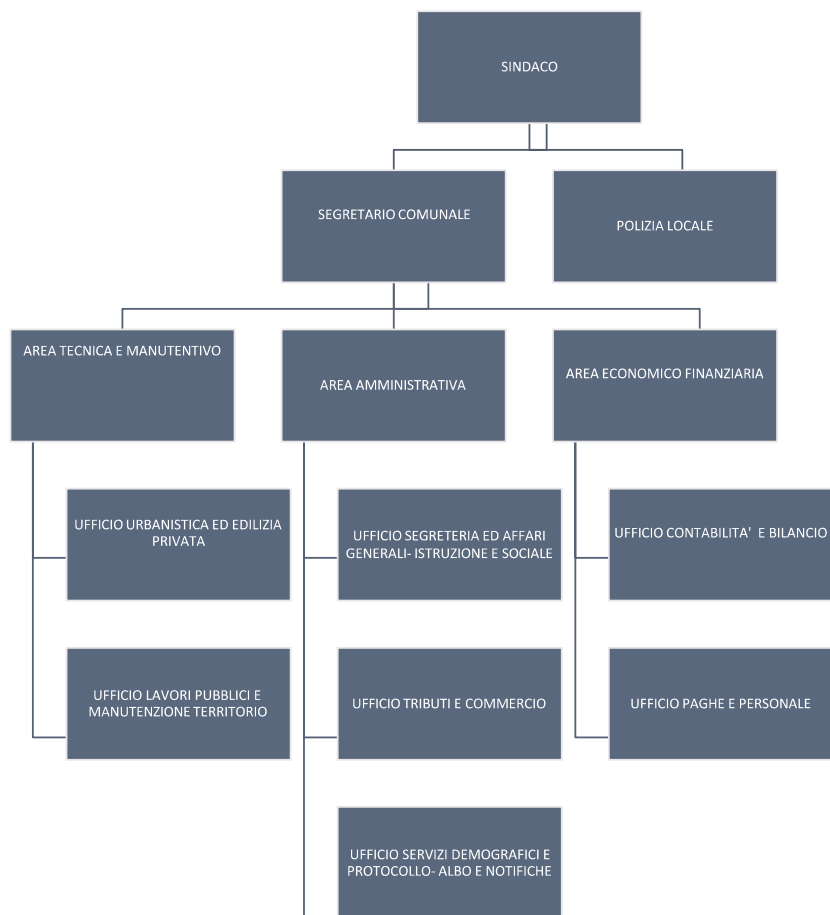 SINDACO
SEGRETARIO COMUNALE
POLIZIA LOCALE
AREA TECNICA E MANUTENTIVO
AREA AMMINISTRATIVA
AREA ECONOMICO FINANZIARIA
UFFICIO URBANISTICA ED EDILIZIA
PRIVATA
UFFICIO SEGRETERIA ED AFFARI
GENERALI- ISTRUZIONE E SOCIALE
UFFICIO CONTABILITA' E BILANCIO
UFFICIO LAVORI PUBBLICI E
MANUTENZIONE TERRITORIO
UFFICIO TRIBUTI E COMMERCIO
UFFICIO PAGHE E PERSONALE
UFFICIO SERVIZI DEMOGRAFICI E
PROTOCOLLO- ALBO E NOTIFICHE